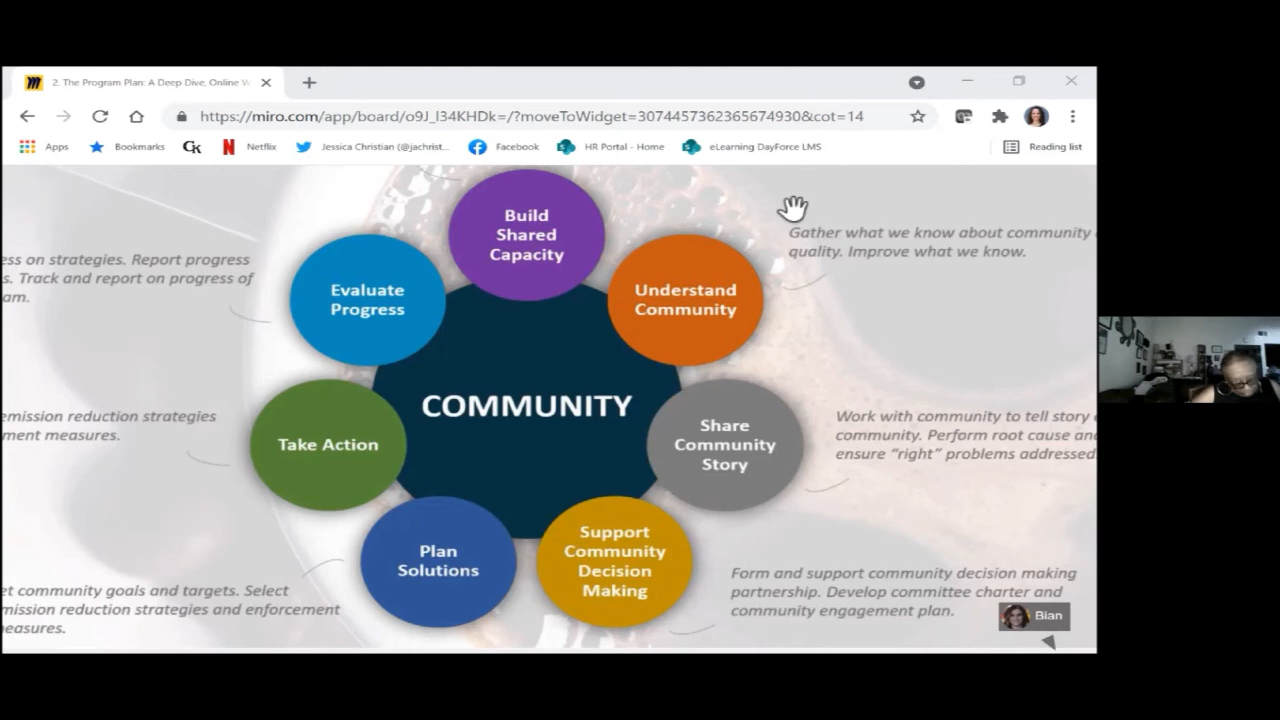 2. The Program Plan: A Deep Dive, Online W
https://miro.com/app/board/o9J_l34KHDk=/?moveToWidget=3074457362365674930&cot=14
Apps
Bookmarks
Netflix
Jessica Christian (@jachrist...
Facebook
HR Portal - Home
eLearning DayForce LMS
Reading list
Build
Shared
Capacity
Gather what we know about community
quality. Improve what we know.
Understand
Community
Evaluate
Progress
ess on strategies. Report progress
s. Track and report on progress of
am.
COMMUNITY
Share
Community
Story
Work with community to tell story
community. Perform root cause and
ensure “right” problems addressed
Take Action
emission reduction strategies
ment measures.
Support
Community
Decision
Making
Form and support community decision making
partnership. Develop committee charter and
community engagement plan.
Plan
Solutions
et community goals and targets. Select
mission reduction strategies and enforcement
easures.
Bian